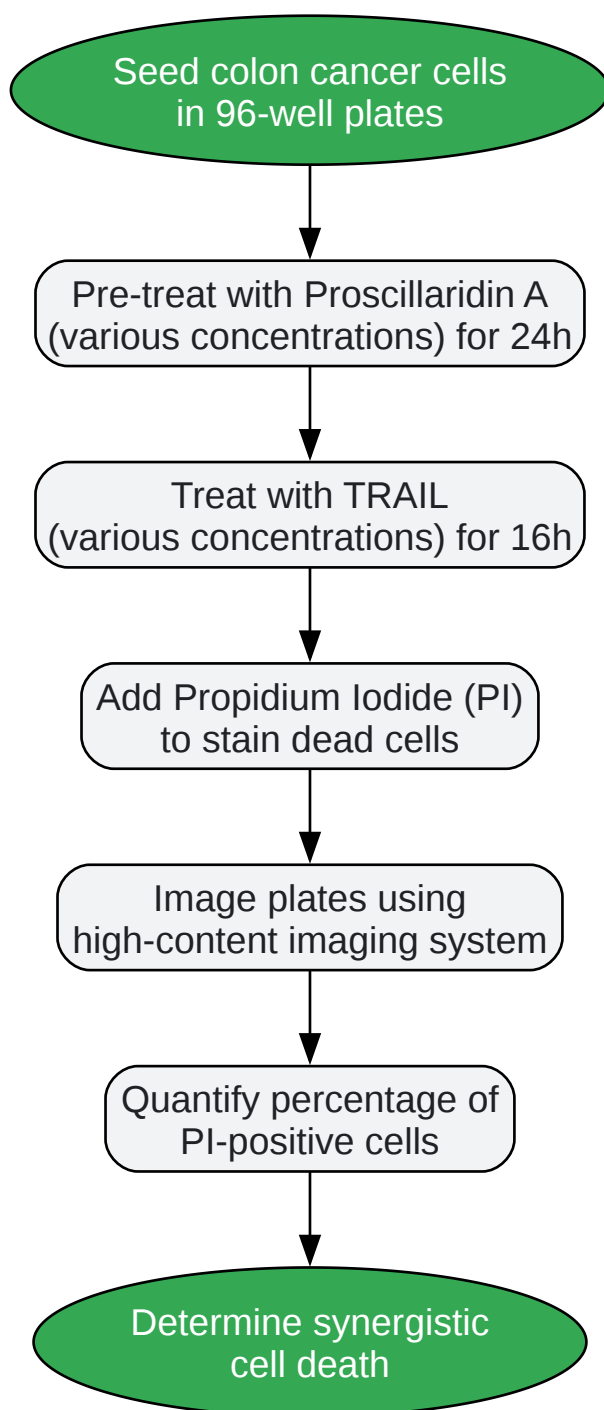 Seed colon cancer cells
in 96-well plates
Pre-treat with Proscillaridin A
(various concentrations) for 24h
Treat with TRAIL
(various concentrations) for 16h
Add Propidium Iodide (PI)
to stain dead cells
Image plates using
high-content imaging system
Quantify percentage of
PI-positive cells
Determine synergistic
cell death